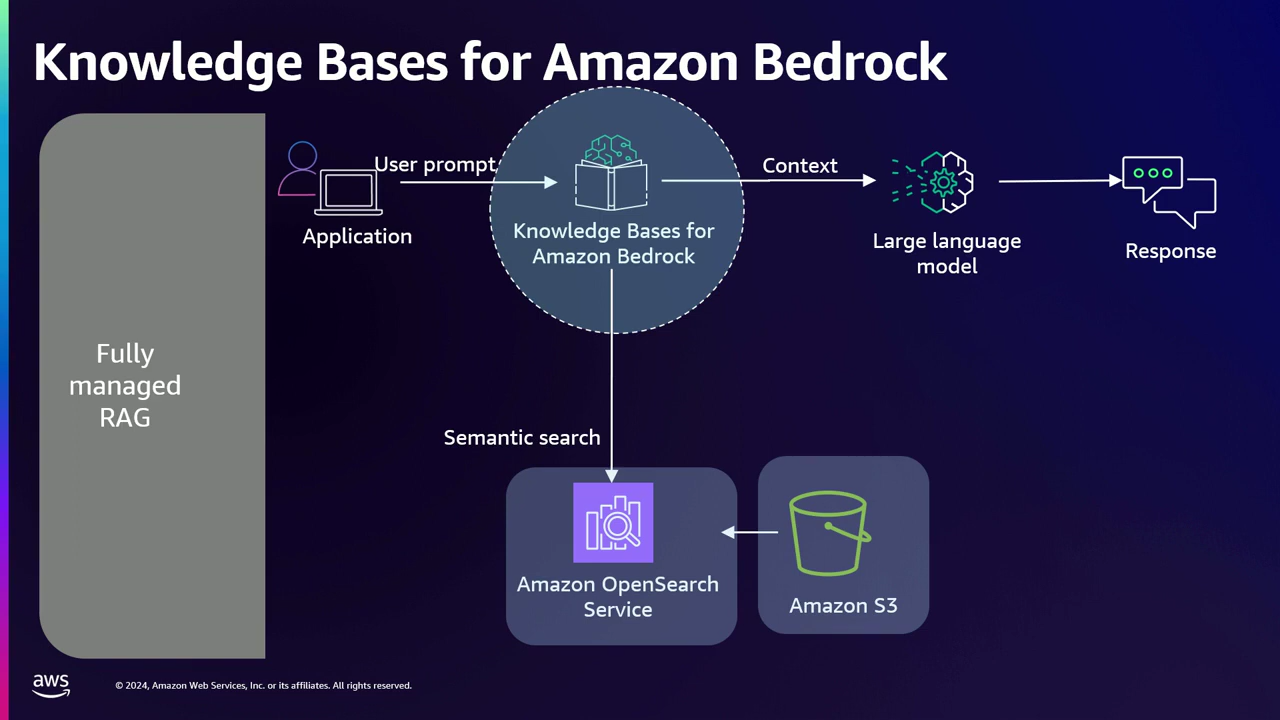 Knowledge Bases for Amazon Bedrock
Fully
managed
RAG
User prompt
Application
Knowledge Bases for
Amazon Bedrock
Context
Large language
model
Response
Semantic search
Amazon OpenSearch
Service
Amazon S3
aws
© 2024, Amazon Web Services, Inc. or its affiliates. All rights reserved.